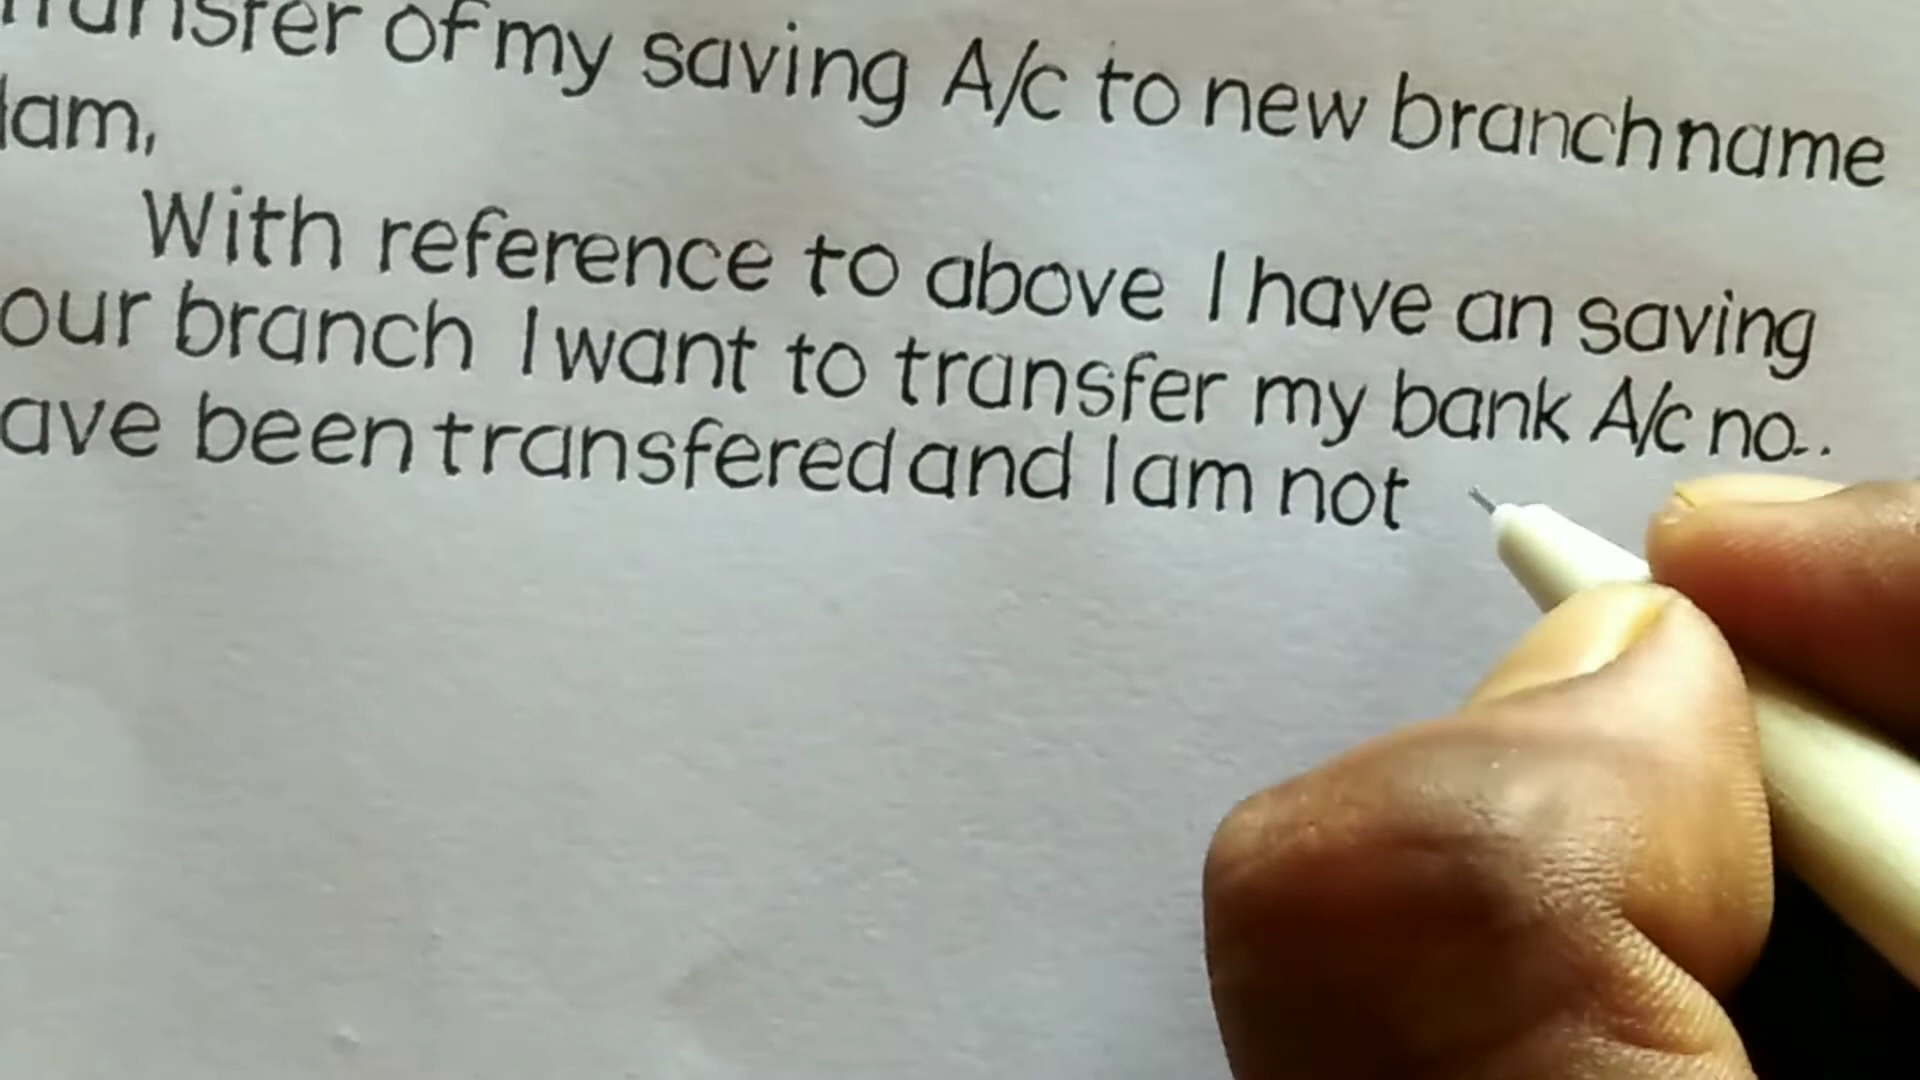 transfer of my saving A/c to new branch name
dam,
With reference to above I have an saving
our branch I want to transfer my bank A/c no..
ave been transfered and I am not